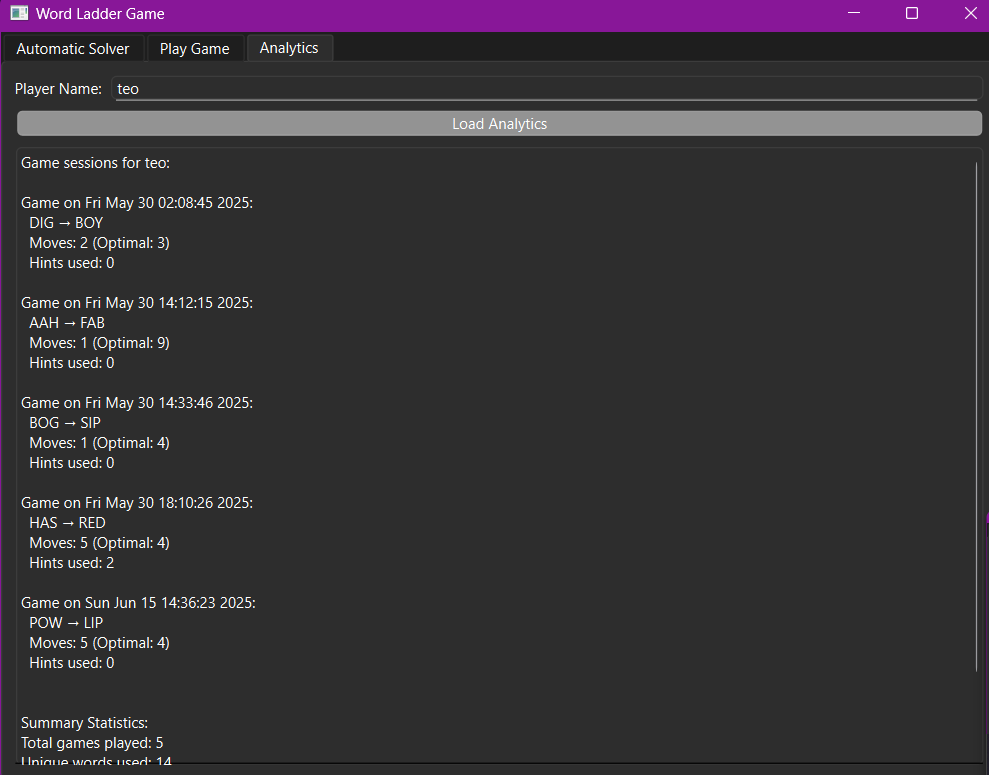 Word Ladder Game
Automatic Solver Play Game Analytics
Player Name: teo
Load Analytics
Game sessions for teo:
Game on Fri May 30 02:08:45 2025:
DIG → BOY
Moves: 2 (Optimal: 3)
Hints used: 0
Game on Fri May 30 14:12:15 2025:
AAH → FAB
Moves: 1 (Optimal: 9)
Hints used: 0
Game on Fri May 30 14:33:46 2025:
BOG → SIP
Moves: 1 (Optimal: 4)
Hints used: 0
Game on Fri May 30 18:10:26 2025:
HAS → RED
Moves: 5 (Optimal: 4)
Hints used: 2
Game on Sun Jun 15 14:36:23 2025:
POW → LIP
Moves: 5 (Optimal: 4)
Hints used: 0
Summary Statistics:
Total games played: 5
Unique words used: 14